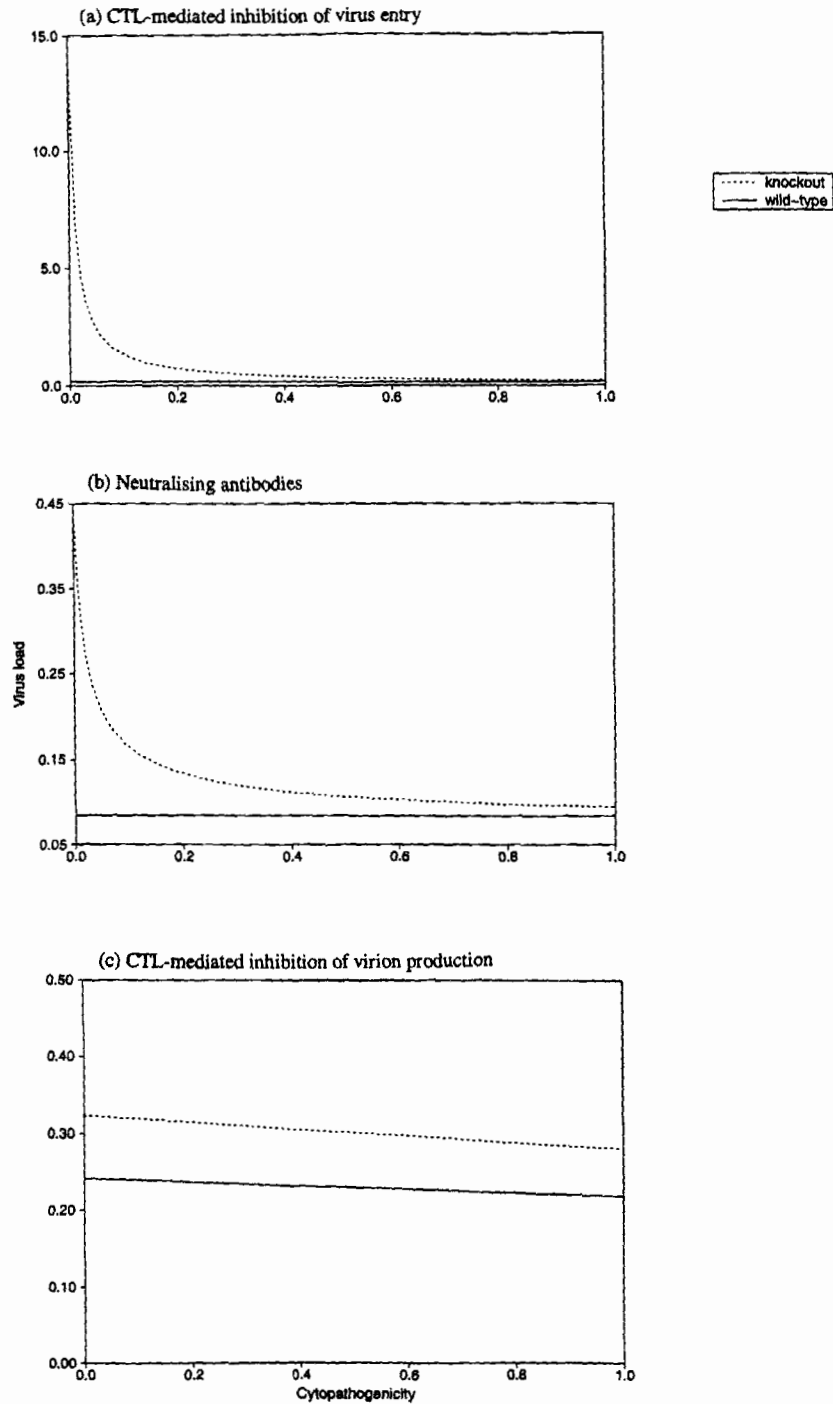 (a) CTL-mediated inhibition of virus entry
15.0
10.0
5.0
0.0
0.0 0.2 0.4 0.6 0.8 1.0
knockout
wild-type
(b) Neutralising antibodies
0.45
0.35
0.25
0.15
0.05
Virus load
0.0 0.2 0.4 0.6 0.8 1.0
(c) CTL-mediated inhibition of virion production
0.50
0.40
0.30
0.20
0.10
0.00
0.0 0.2 0.4 0.6 0.8 1.0
Cytopathogenicity